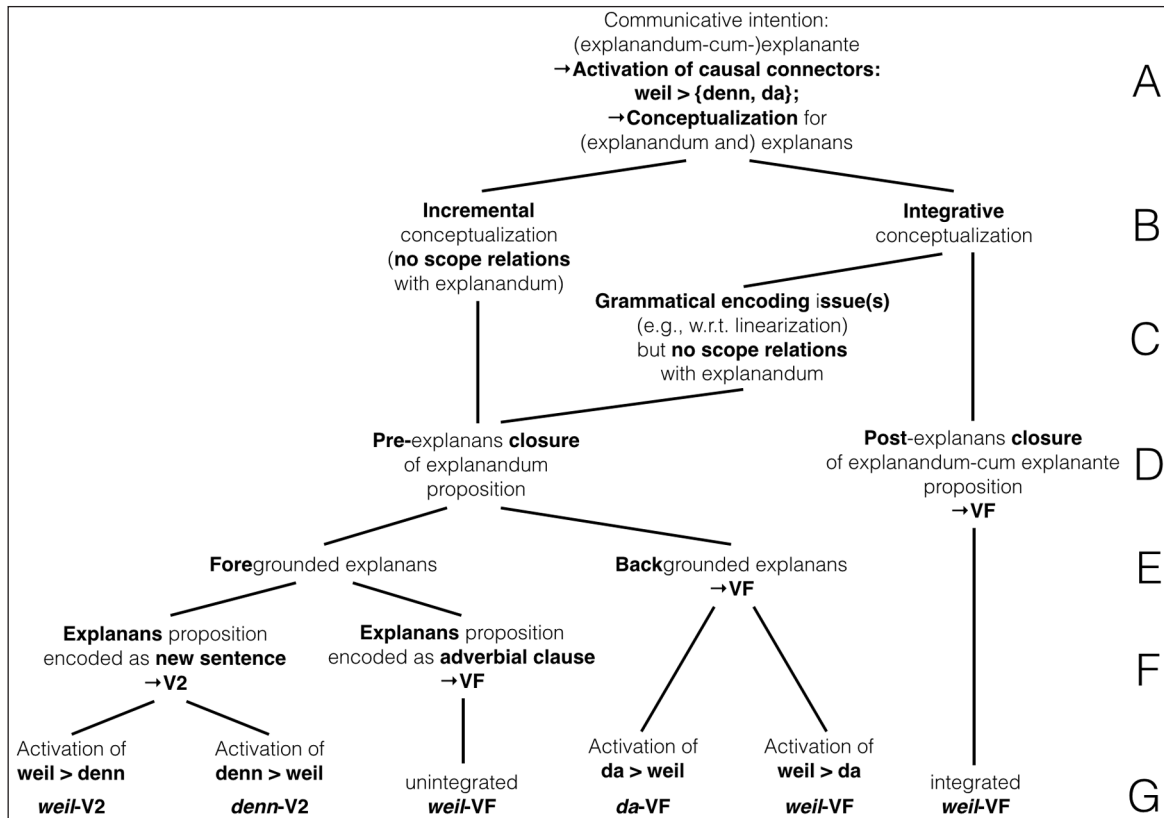 Communicative intention:
(explanandum-cum-)explanante
→Activation of causal connectors:
weil > {denn, da};
→Conceptualization for
(explanandum and) explanans
A
Incremental
conceptualization
(no scope relations
with explanandum)
Integrative
conceptualization
B
Grammatical encoding issue(s)
(e.g., w.r.t. linearization)
but no scope relations
with explanandum
C
Pre-explanans closure
of explanandum
proposition
Post-explanans closure
of explanandum-cum explanante
proposition
→VF
D
Foregrounded explanans
Backgrounded explanans
→VF
E
Explanans proposition
encoded as new sentence
→V2
Explanans proposition
encoded as adverbial clause
→VF
F
Activation of
weil > denn
weil-V2
Activation of
denn > weil
denn-V2
unintegrated
weil-VF
Activation of
da > weil
da-VF
Activation of
weil > da
weil-VF
integrated
weil-VF
G